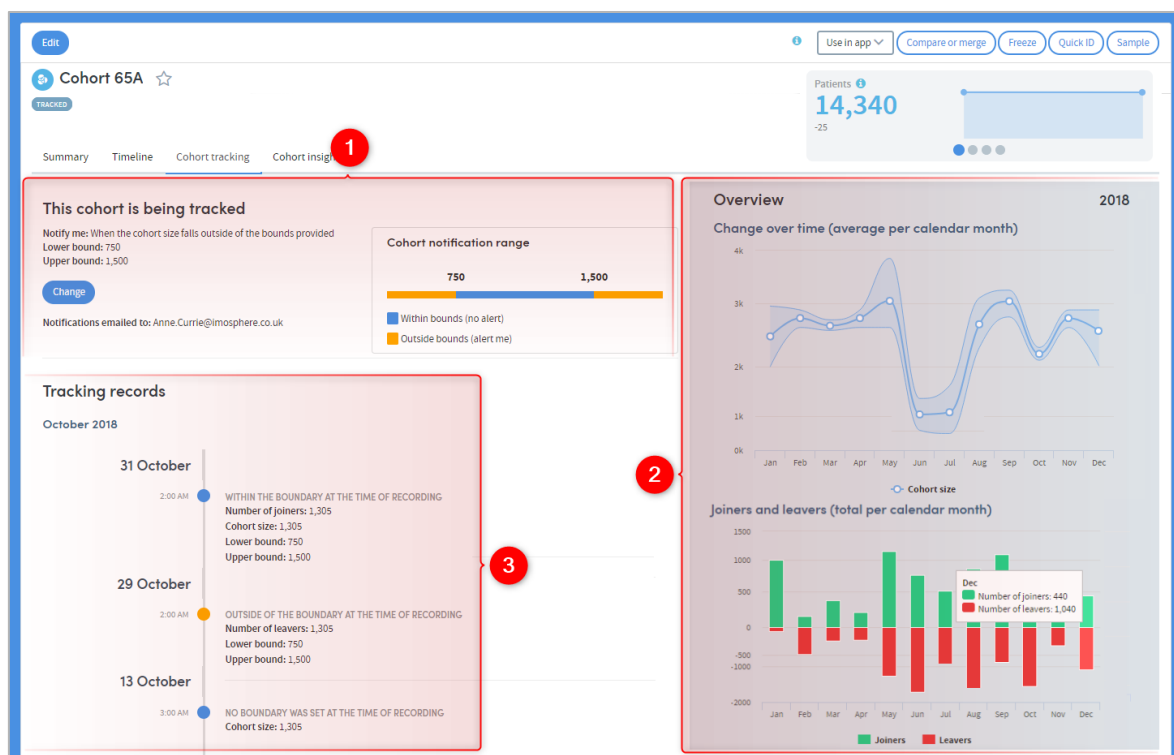 Edit
Use in app
Compare or merge
Freeze
Quick ID
Sample
Cohort 65A
TRACKED
Patients
14,340
-25
Summary
Timeline
Cohort tracking
Cohort
1
This cohort is being tracked
Notify me: When the cohort size falls outside of the bounds provided
Lower bound: 750
Upper bound: 1,500
Change
Notifications emailed to: Anne.Currie@imosphere.co.uk
Cohort notification range
750 1,500
Within bounds (no alert)
Outside bounds (alert me)
Tracking records
October 2018
31 October
2:00 AM
WITHIN THE BOUNDARY AT THE TIME OF RECORDING
Number of joiners: 1,305
Cohort size: 1,305
Lower bound: 750
Upper bound: 1,500
29 October
2:00 AM
OUTSIDE OF THE BOUNDARY AT THE TIME OF RECORDING
Number of leavers: 1,305
Lower bound: 750
Upper bound: 1,500
13 October
3:00 AM
NO BOUNDARY WAS SET AT THE TIME OF RECORDING
Cohort size: 1,305
3
2
Overview
2018
Change over time (average per calendar month)
4k
3k
2k
1k
0k
Jan Feb Mar Apr May Jun Jul Aug Sep Oct Nov Dec
Cohort size
Joiners and leavers (total per calendar month)
1500
1000
500
0
-500
-1000
-2000
Dec
Number of joiners: 440
Number of leavers: 1,040
Jan Feb Mar Apr May Jun Jul Aug Sep Oct Nov Dec
Joiners Leavers